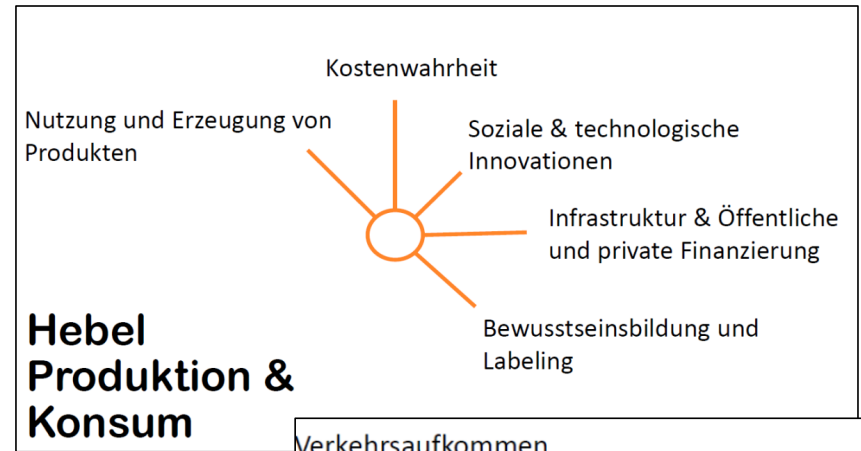 Kostenwahrheit
Nutzung und Erzeugung von
Produkten
Soziale & technologische
Innovationen
Infrastruktur & Öffentliche
und private Finanzierung
Bewusstseinsbildung und
Labeling
Hebel
Produktion &
Konsum
Verkehrsaufkommen